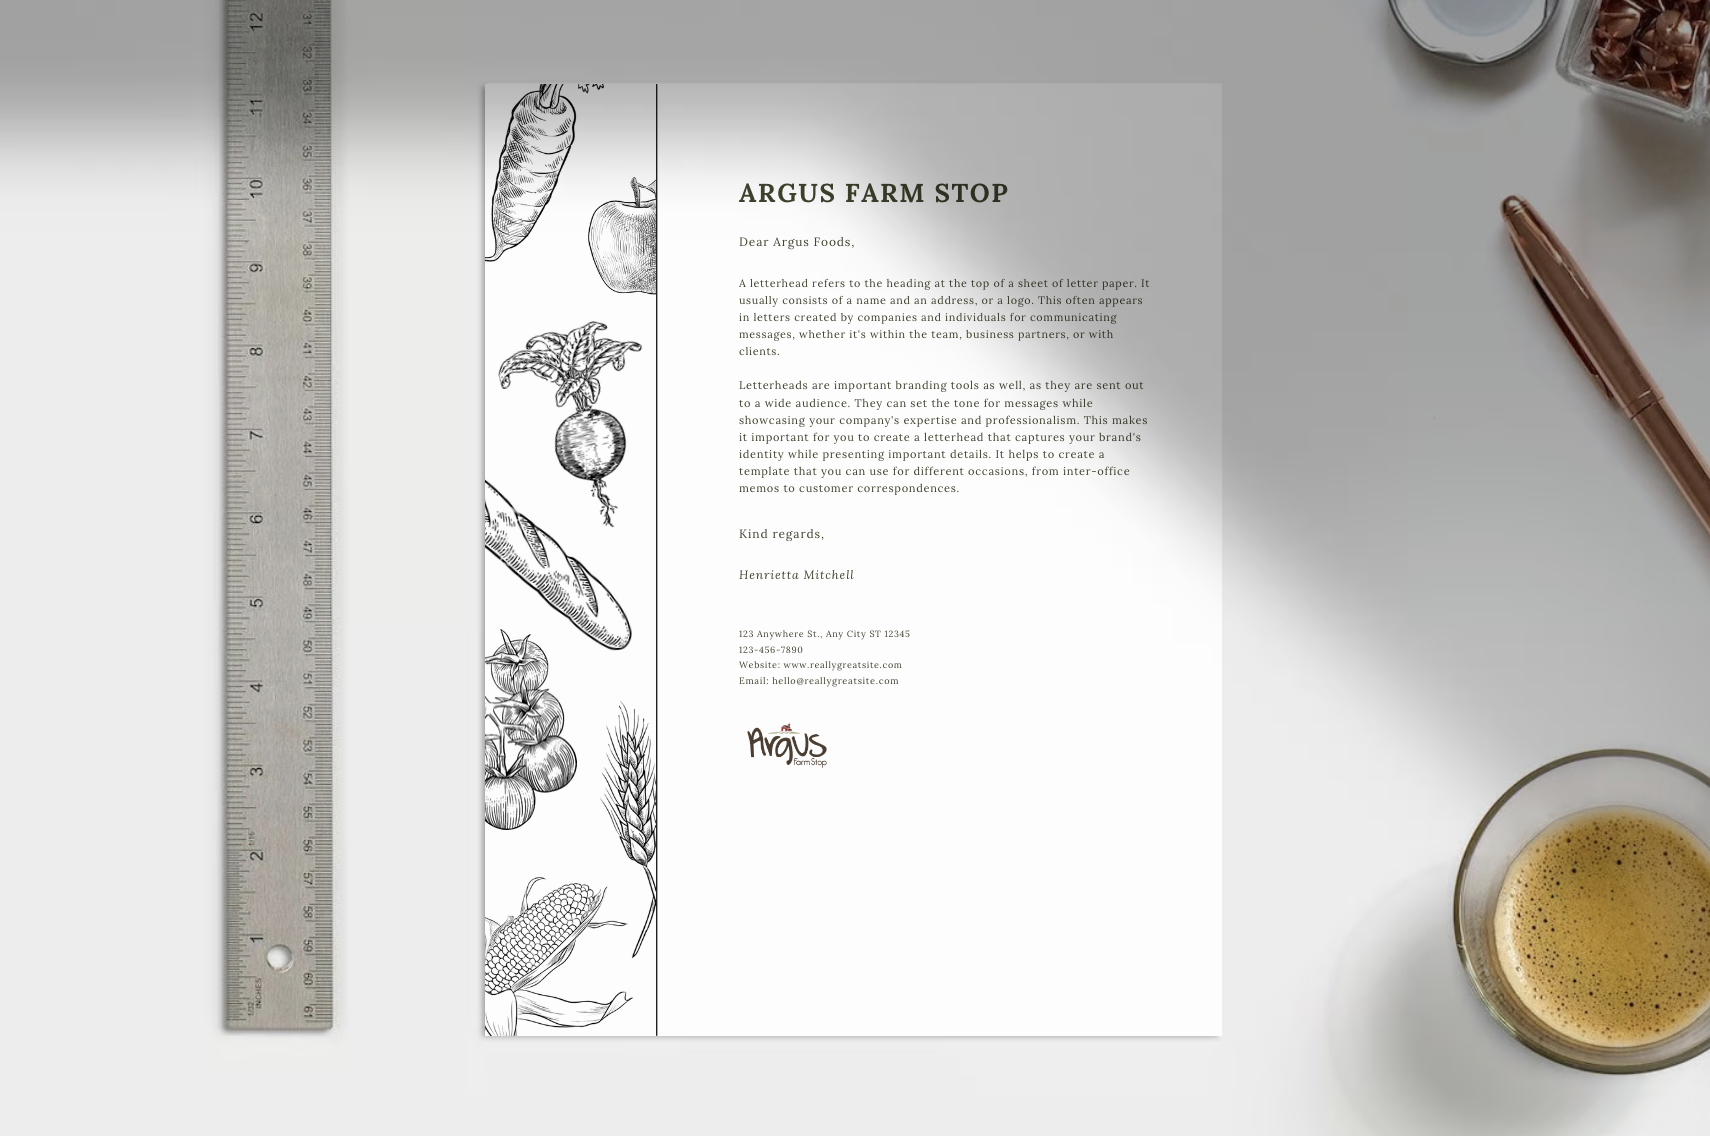 ARGUS FARM STOP
Dear Argus Foods,
A letterhead refers to the heading at the top of a sheet of letter paper. It
usually consists of a name and an address, or a logo. This often appears
in letters created by companies and individuals for communicating
messages, whether it's within the team, business partners, or with
clients.
Letterheads are important branding tools as well, as they are sent out
to a wide audience. They can set the tone for messages while
showcasing your company's expertise and professionalism. This makes
it important for you to create a letterhead that captures your brand's
identity while presenting important details. It helps to create a
template that you can use for different occasions, from inter-office
memos to customer correspondences.
Kind regards,
Henrietta Mitchell
123 Anywhere St., Any City ST 12345
123-456-7890
Website: www.reallygreatsite.com
Email: hello@reallygreatsite.com
Argus
Farm Stop
12
11
10
9
8
7
6
5
4
3
2
1
1/16
1/32
INCHES
31
32
33
34
35
36
37
38
39
40
41
42
43
44
45
46
47
48
49
50
51
52
53
54
55
56
57
58
59
60
61